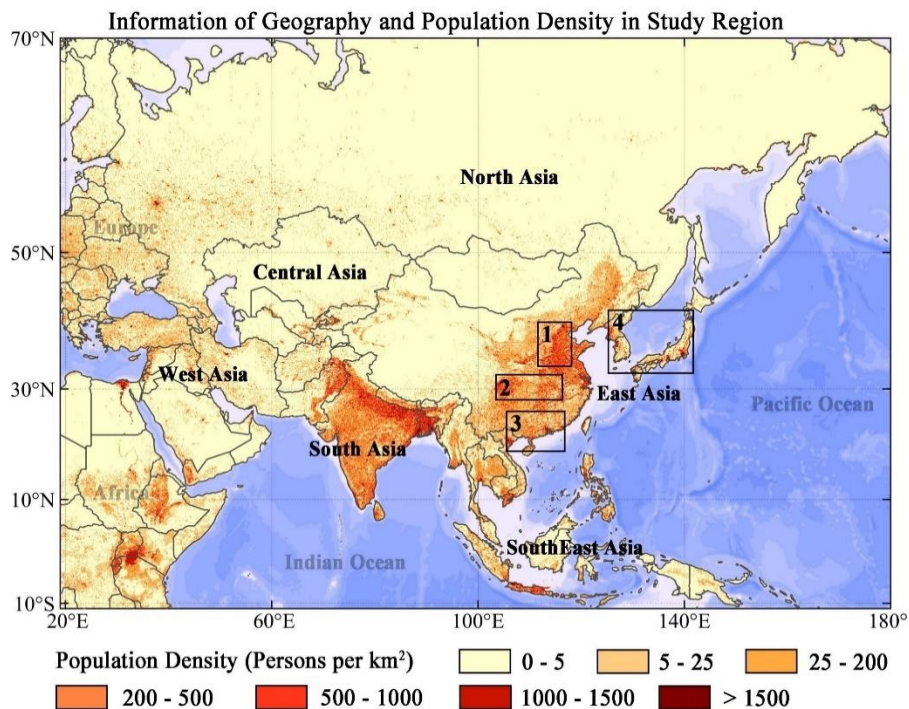 Information of Geography and Population Density in Study Region
70°N
North Asia
Europe
50°N
Central Asia
4
1
West Asia
2
30°N
East Asia
Pacific Ocean
3
South Asia
Africa
10°N
SouthEast Asia
Indian Ocean
10°S
20°E 60°E 100°E 140°E 180°
Population Density (Persons per km²) 0 - 5 5 - 25 25 - 200
200 - 500 500 - 1000 1000 - 1500 > 1500